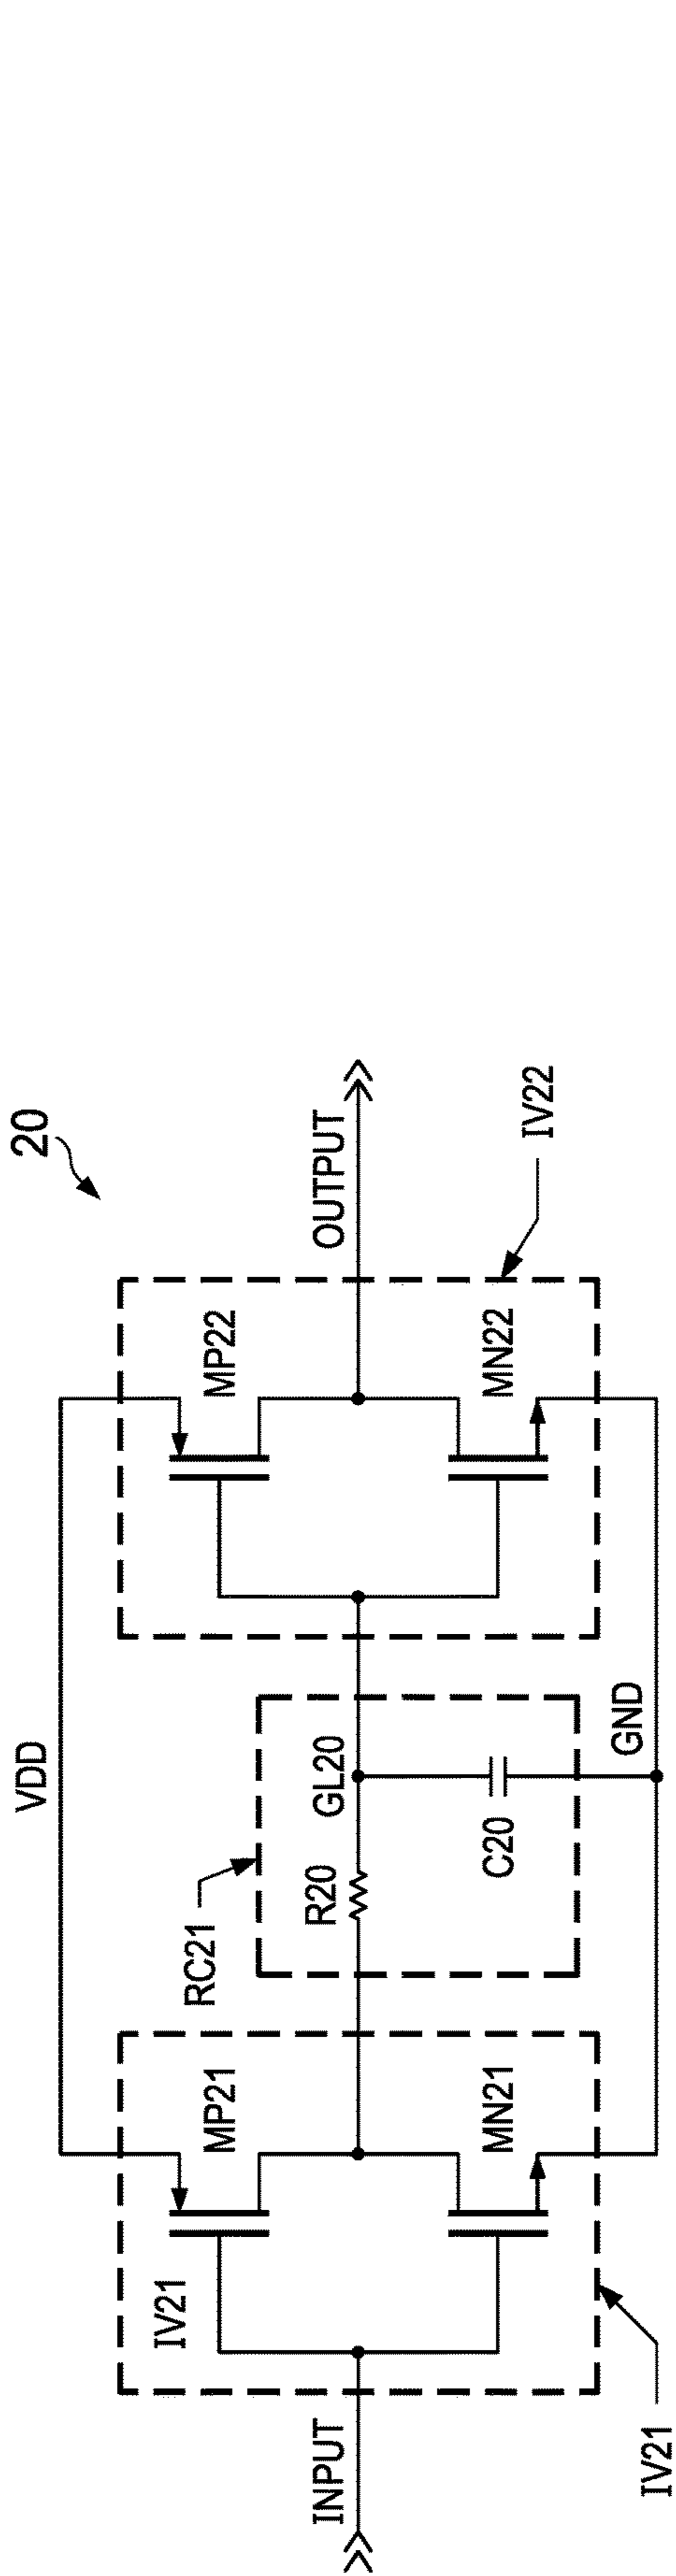 20
VDD
IV21
MP21
RC21
R20
GL20
MP22
INPUT
OUTPUT
MN21
C20
MN22
GND
IV21
IV22